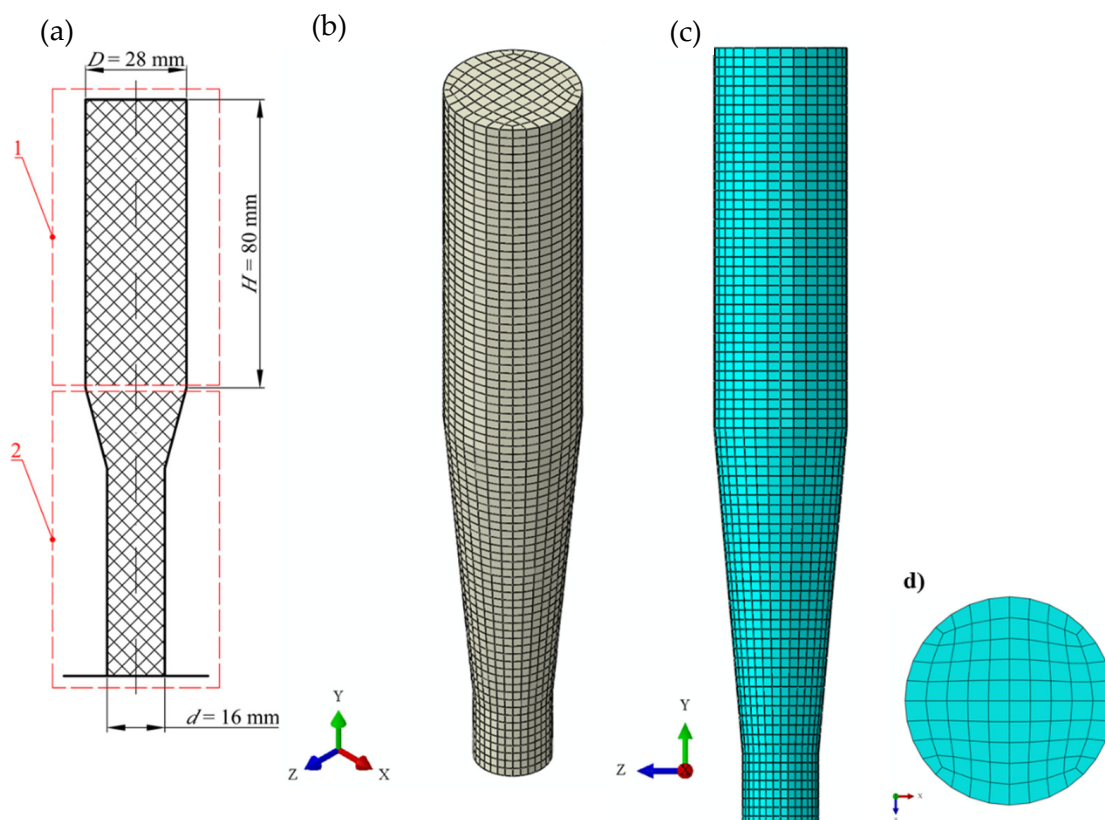 (a)
(b)
(c)
D = 28 mm
1
H = 80 mm
2
d = 16 mm
Y
Z
X
Y
Z
X
d)
x